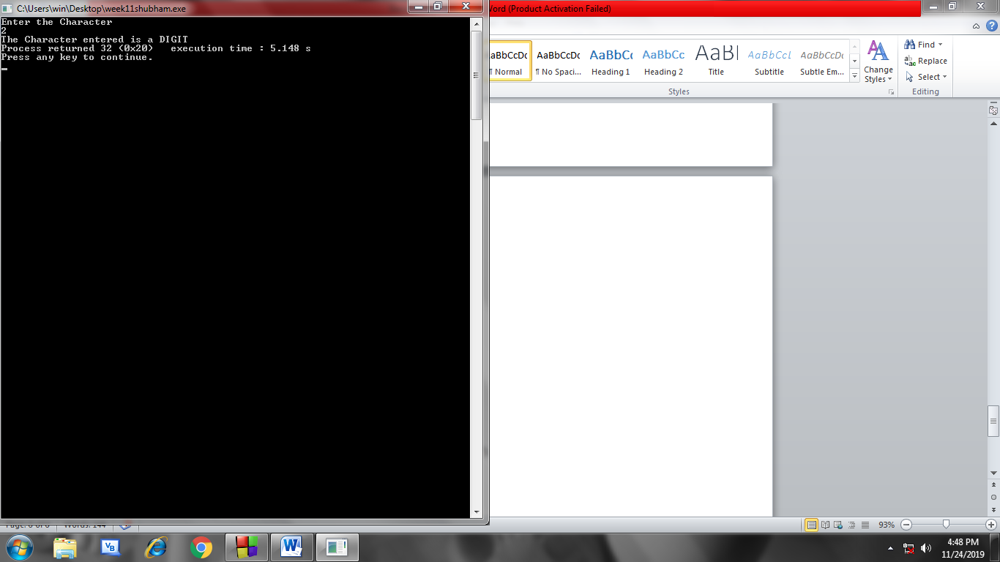 C:\Users\win\Desktop\week11shubham.exe
Enter the Character
2
The Character entered is a DIGIT
Process returned 32 (0x20)   execution time : 5.148 s
Press any key to continue.
Word (Product Activation Failed)
AaBbCcDc AaBbCcDc AaBbCc AaBbCc AaBl AaBbCcL AaBbCcDc
¶ Normal ¶ No Spaci... Heading 1 Heading 2 Title Subtitle Subtle Em...
Change Styles
Styles
Find
Replace
Select
Editing
Words: 144
93%
4:48 PM
11/24/2019